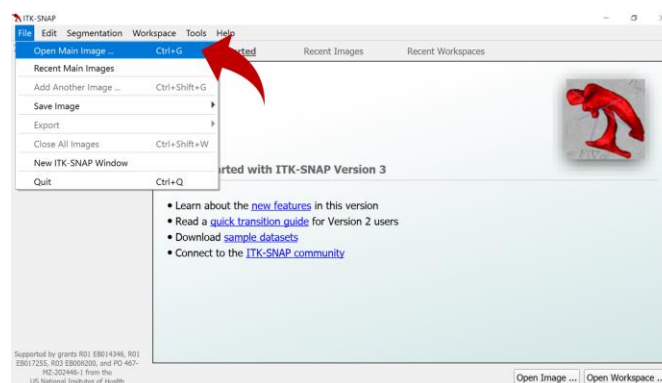 ITK-SNAP
File Edit Segmentation Workspace Tools Help
Open Main Image ... Ctrl+G
Recent Images Recent Workspaces
Recent Main Images
Add Another Image ... Ctrl+Shift+G
Save Image
Export
Close All Images Ctrl+Shift+W
New ITK-SNAP Window
with ITK-SNAP Version 3
Quit Ctrl+Q
• Learn about the new features in this version
• Read a quick transition guide for Version 2 users
• Download sample datasets
• Connect to the ITK-SNAP community
Supported by grants R01 EB014346, R01
EB017255, R03 EB008200, and PO 467-
MZ-202446-1 from the
US National Institutes of Health
Open Image ... Open Workspace ..